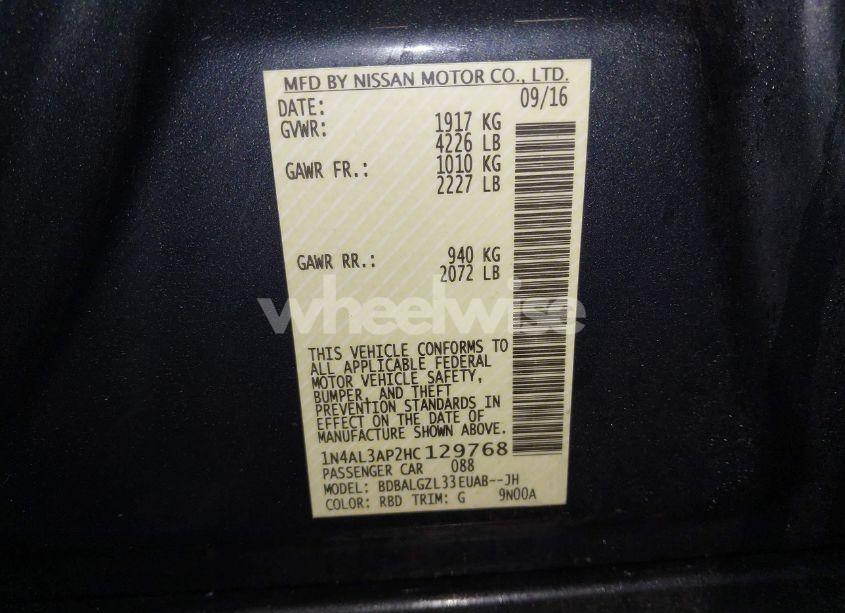 MFD BY NISSAN MOTOR CO., LTD.
DATE: 09/16
GVWR: 1917 KG
4226 LB
GAWR FR.: 1010 KG
2227 LB
GAWR RR.: 940 KG
2072 LB
wheelwise
THIS VEHICLE CONFORMS TO
ALL APPLICABLE FEDERAL
MOTOR VEHICLE SAFETY,
BUMPER, AND THEFT
PREVENTION STANDARDS IN
EFFECT ON THE DATE OF
MANUFACTURE SHOWN ABOVE.
1N4AL3AP2HC129768
PASSENGER CAR 088
MODEL: BDBALGZL33EUAB--JH
COLOR: RBD TRIM: G 9N00A